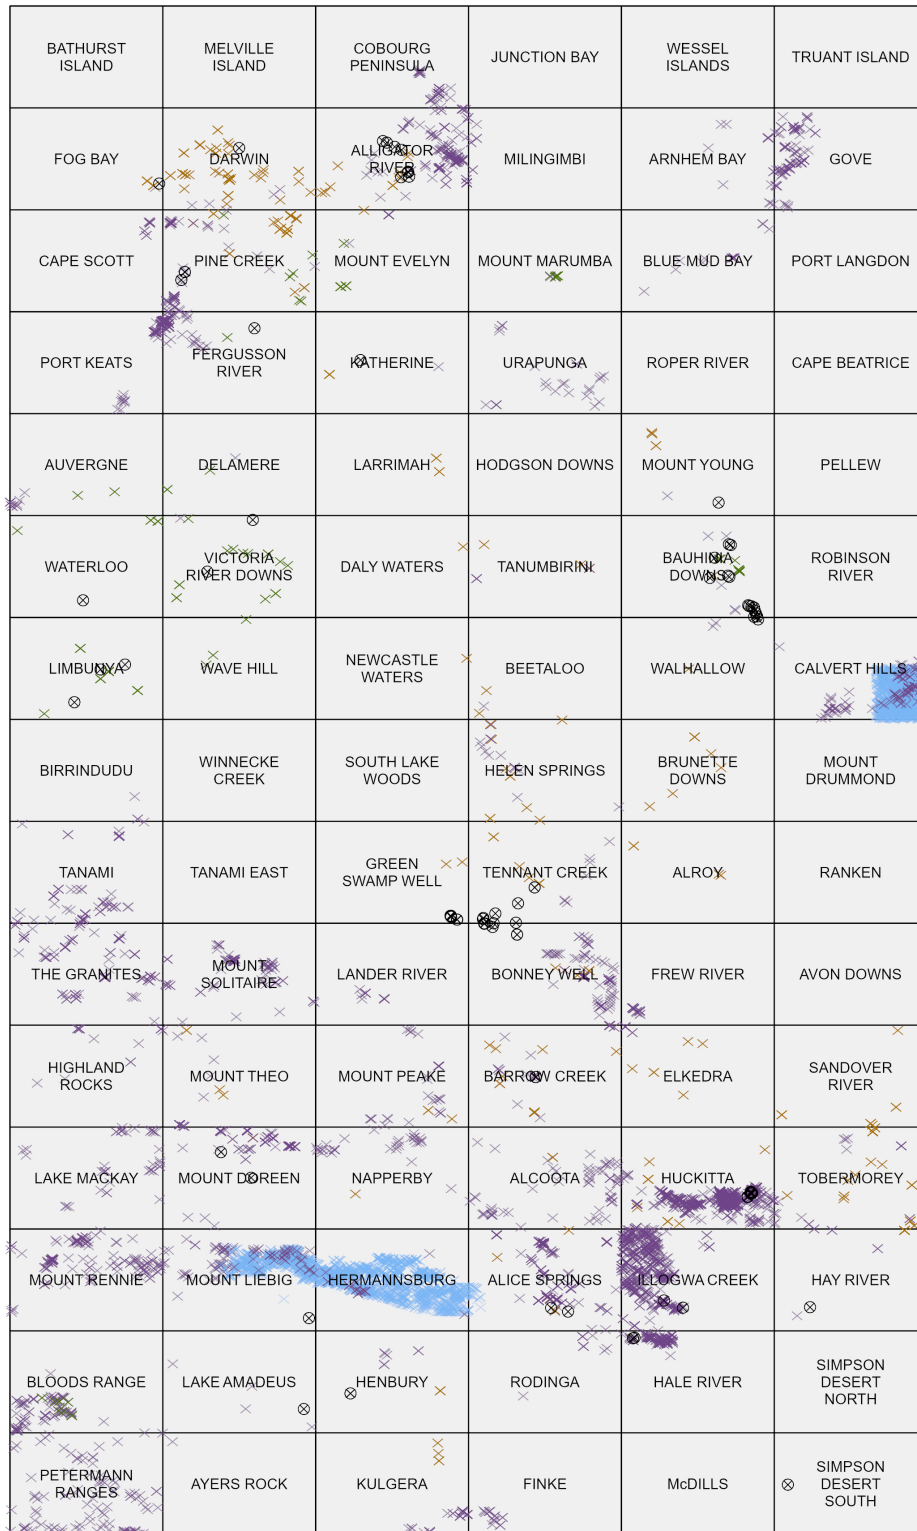 BATHURST
ISLAND
MELVILLE
ISLAND
COBOURG
PENINSULA
JUNCTION BAY
WESSEL
ISLANDS
TRUANT ISLAND
FOG BAY
DARWIN
ALLIGATOR
RIVER
MILINGIMBI
ARNHEM BAY
GOVE
CAPE SCOTT
PINE CREEK
MOUNT EVELYN
MOUNT MARUMBA
BLUE MUD BAY
PORT LANGDON
PORT KEATS
FERGUSSON
RIVER
KATHERINE
URAPUNGA
ROPER RIVER
CAPE BEATRICE
AUVERGNE
DELAMERE
LARRIMAH
HODGSON DOWNS
MOUNT YOUNG
PELLEW
WATERLOO
VICTORIA
RIVER DOWNS
DALY WATERS
TANUMBIRINI
BAUHINIA
DOWNS
ROBINSON
RIVER
LIMBUNYA
WAVE HILL
NEWCASTLE
WATERS
BEETALOO
WALHALLOW
CALVERT HILLS
BIRRINDUDU
WINNECKE
CREEK
SOUTH LAKE
WOODS
HELEN SPRINGS
BRUNETTE
DOWNS
MOUNT
DRUMMOND
TANAMI
TANAMI EAST
GREEN
SWAMP WELL
TENNANT CREEK
ALROY
RANKEN
THE GRANITES
MOUNT
SOLITAIRE
LANDER RIVER
BONNEY WELL
FREW RIVER
AVON DOWNS
HIGHLAND
ROCKS
MOUNT THEO
MOUNT PEAKE
BARROW CREEK
ELKEDRA
SANDOVER
RIVER
LAKE MACKAY
MOUNT DOREEN
NAPPERBY
ALCOOTA
HUCKITTA
TOBERMOREY
MOUNT RENNIE
MOUNT LIEBIG
HERMANNSBURG
ALICE SPRINGS
ILLOGWA CREEK
HAY RIVER
BLOODS RANGE
LAKE AMADEUS
HENBURY
RODINGA
HALE RIVER
SIMPSON
DESERT
NORTH
PETERMANN
RANGES
AYERS ROCK
KULGERA
FINKE
McDILLS
SIMPSON
DESERT
SOUTH